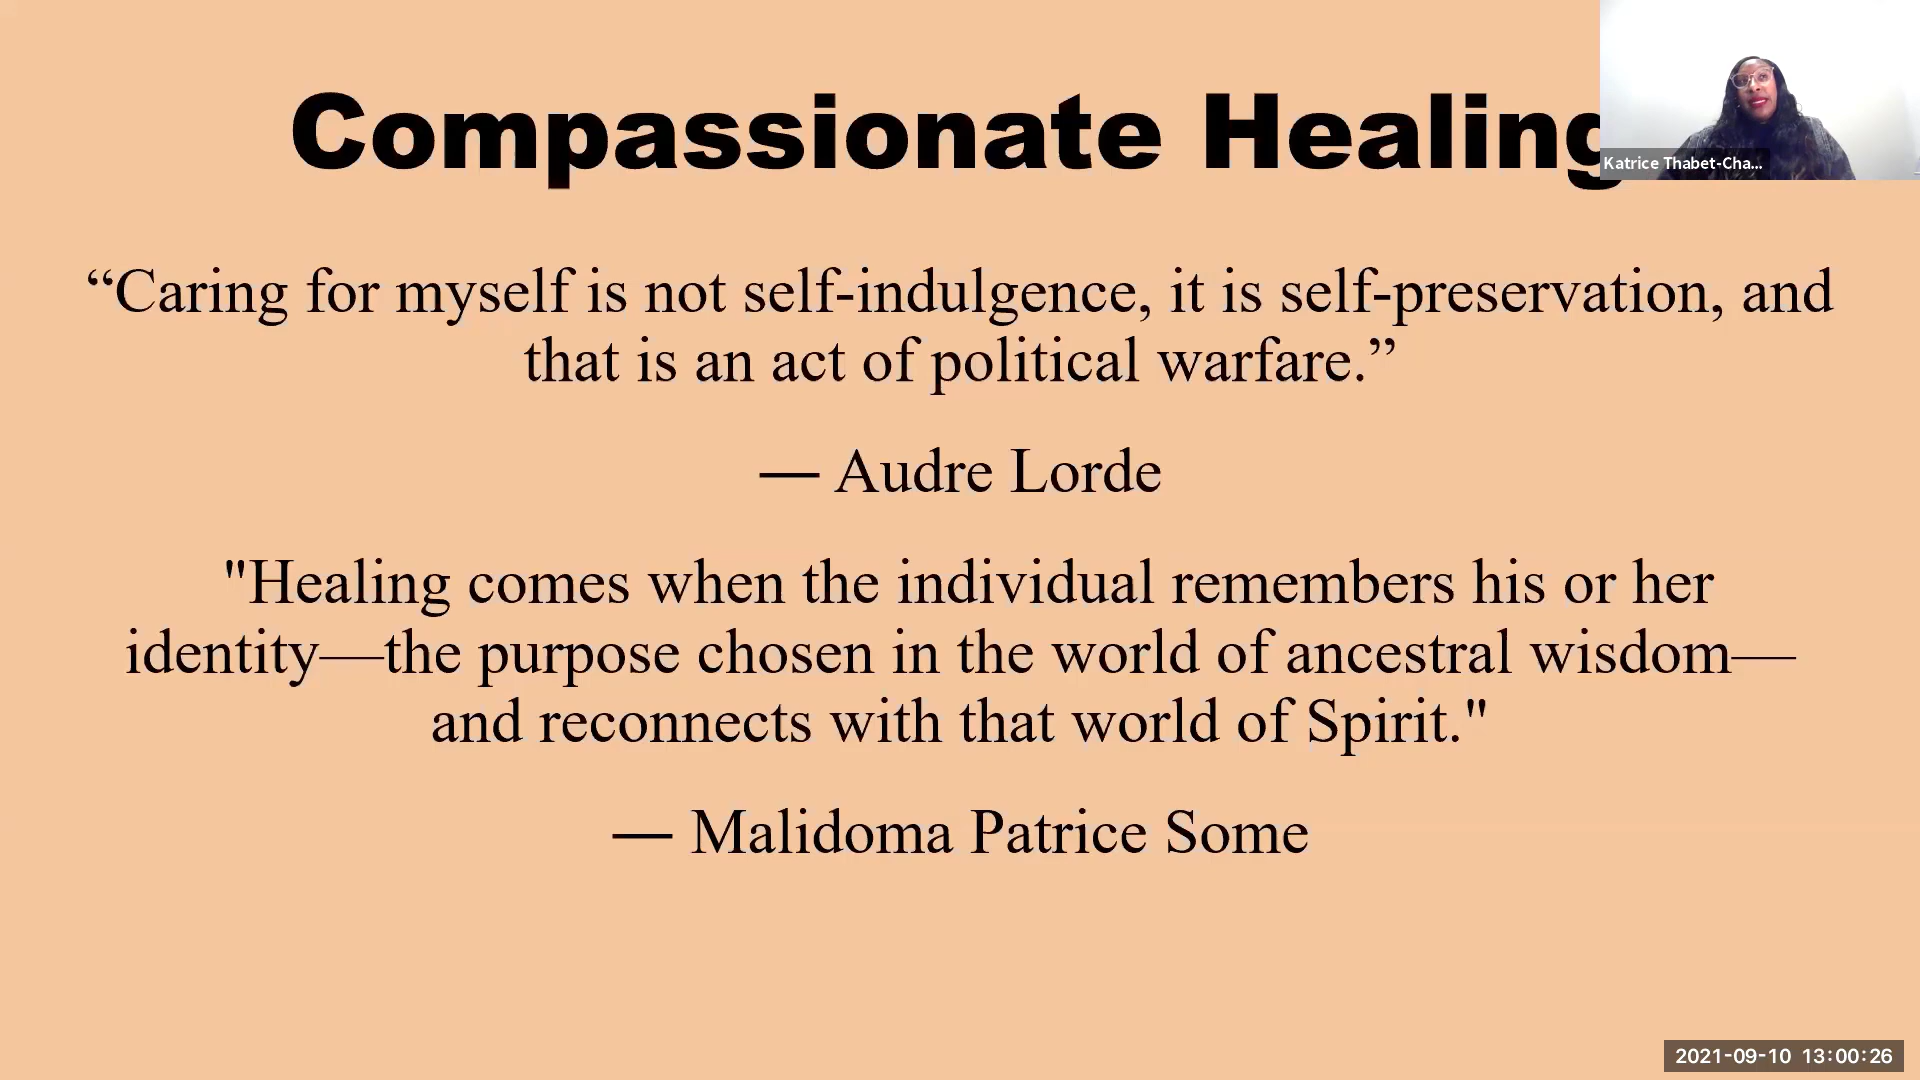 Compassionate Healing
Katrice Thabet-Cha...
“Caring for myself is not self-indulgence, it is self-preservation, and
that is an act of political warfare.”
― Audre Lorde
"Healing comes when the individual remembers his or her
identity—the purpose chosen in the world of ancestral wisdom—
and reconnects with that world of Spirit."
― Malidoma Patrice Some
2021-09-10 13:00:26